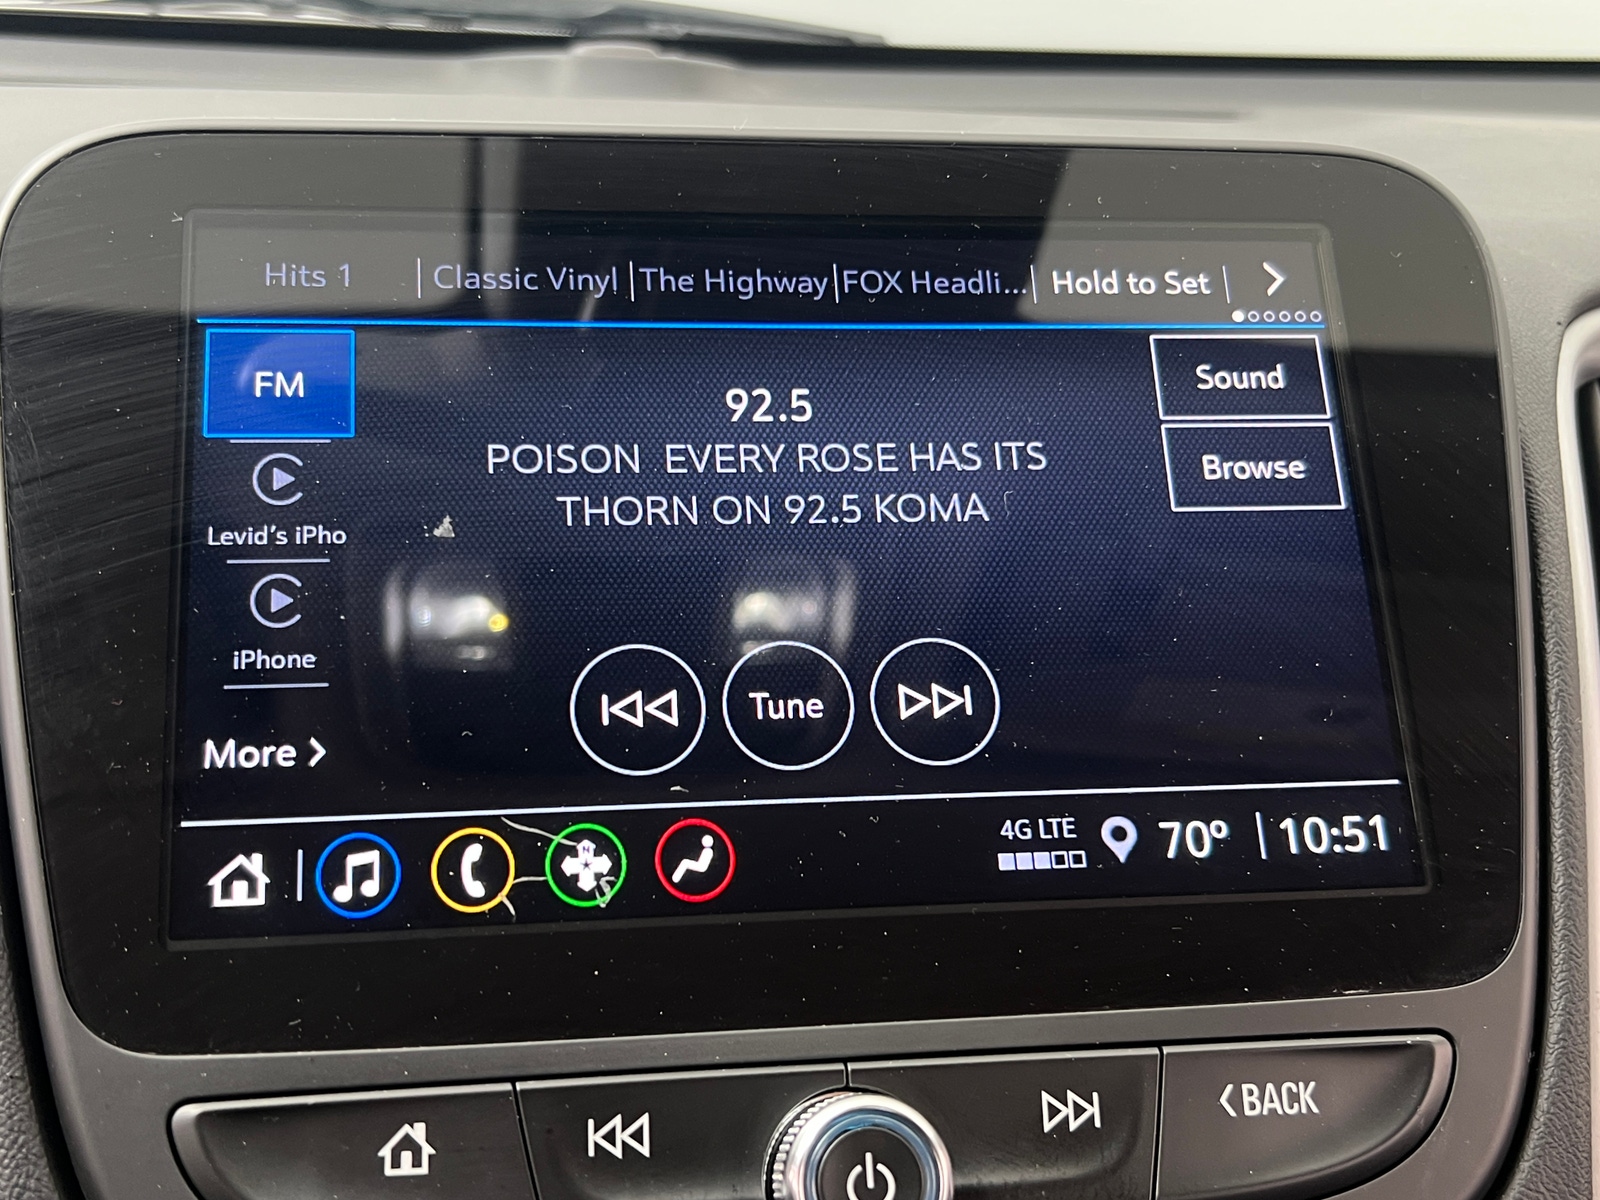 Hits 1 | Classic Vinyl | The Highway | FOX Headli... | Hold to Set |
FM
Sound
92.5
POISON EVERY ROSE HAS ITS
Browse
THORN ON 92.5 KOMA
Levid's iPho
iPhone
Tune
More
4G LTE
70° | 10:51
N
BACK